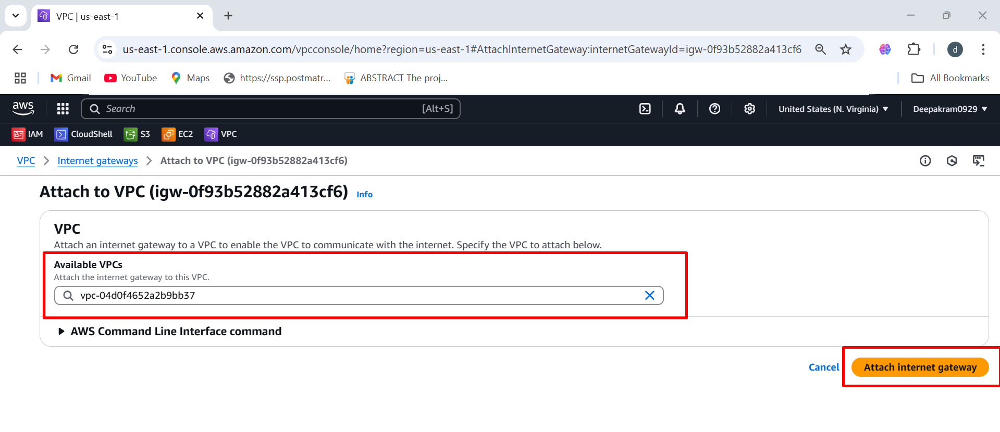 VPC | us-east-1
us-east-1.console.aws.amazon.com/vpcconsole/home?region=us-east-1#AttachInternetGateway:internetGatewayId=igw-0f93b52882a413cf6
d
Gmail YouTube Maps https://ssp.postmatr... ABSTRACT The proj... All Bookmarks
aws Search [Alt+S] United States (N. Virginia) Deepakram0929
IAM CloudShell S3 EC2 VPC
VPC Internet gateways Attach to VPC (igw-0f93b52882a413cf6)
Attach to VPC (igw-0f93b52882a413cf6) Info
VPC
Attach an internet gateway to a VPC to enable the VPC to communicate with the internet. Specify the VPC to attach below.
Available VPCs
Attach the internet gateway to this VPC.
vpc-04d0f4652a2b9bb37
AWS Command Line Interface command
Cancel Attach internet gateway